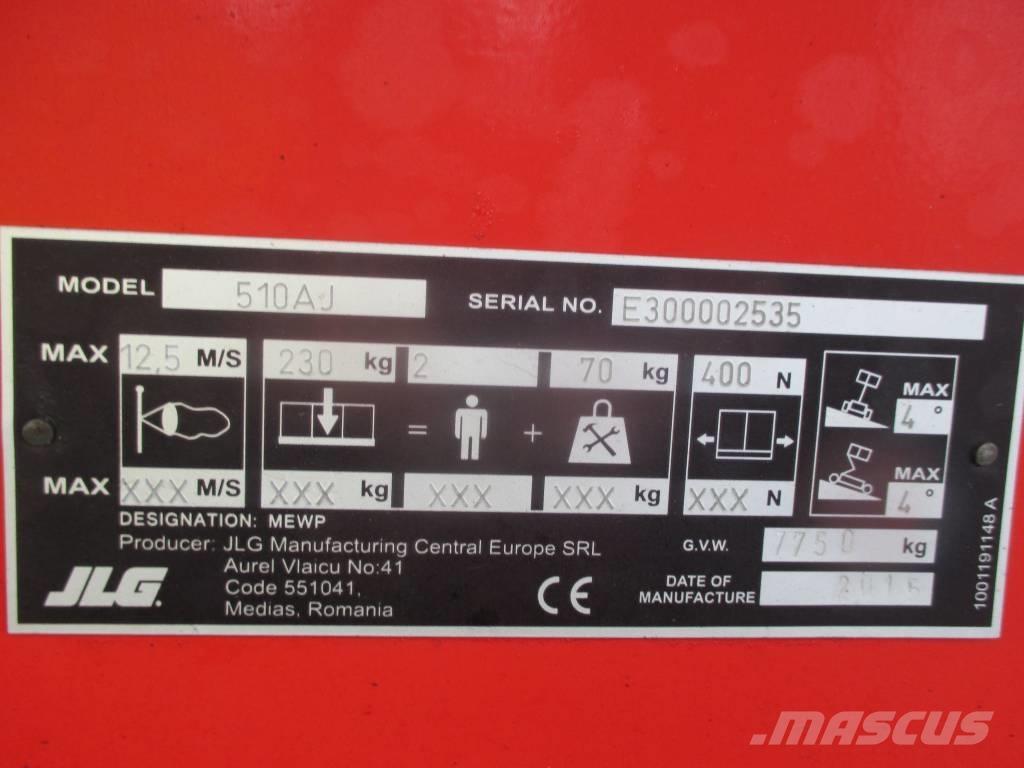 MODEL 510AJ SERIAL NO. E300002535
MAX 12,5 M/S 230 kg 2 70 kg 400 N MAX 4°
= +
MAX XXX M/S XXX kg XXX XXX kg XXX N MAX 4°
DESIGNATION: MEWP
Producer: JLG Manufacturing Central Europe SRL G.V.W. 7750 kg
Aurel Vlaicu No:41
Code 551041,
Medias, Romania
JLG.
CE
DATE OF
MANUFACTURE
1001191148 A
MASCUS